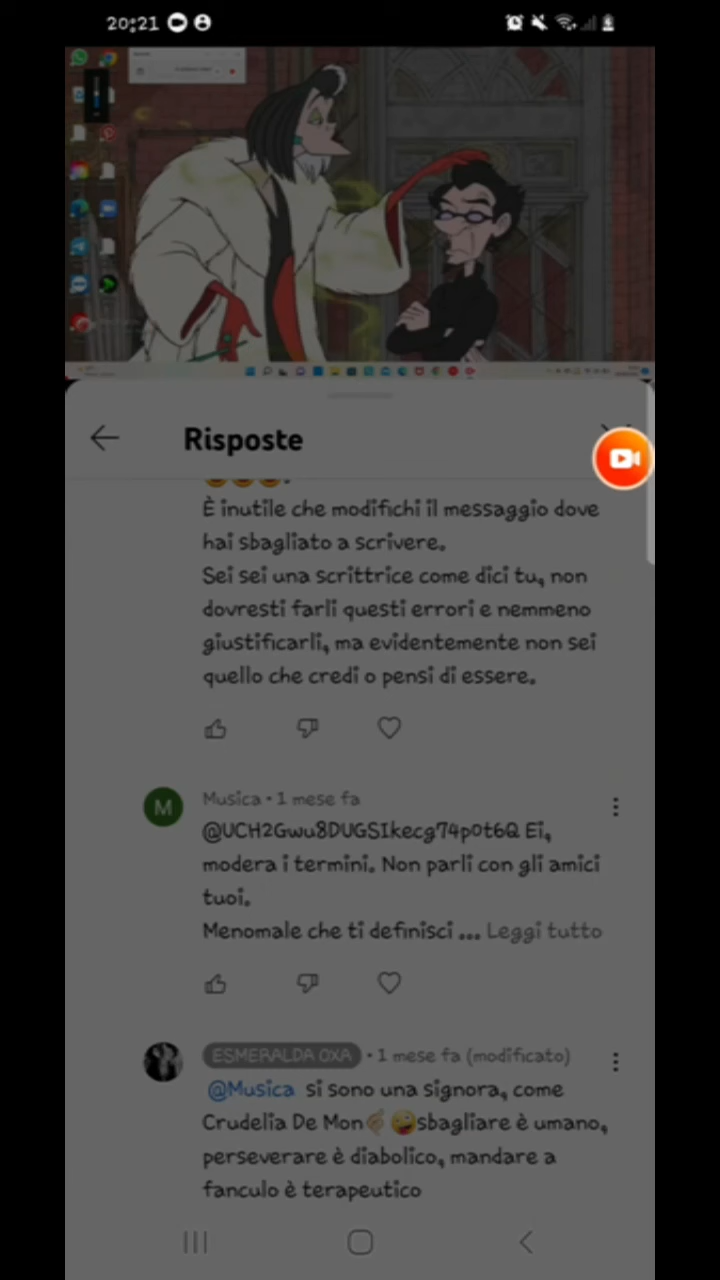 20:21
Risposte
È inutile che modifichi il messaggio dove
hai sbagliato a scrivere.
Sei sei una scrittrice come dici tu, non
dovresti farli questi errori e nemmeno
giustificarli, ma evidentemente non sei
quello che credi o pensi di essere.
M
Musica • 1 mese fa
@UCH2Gwu8DUGSIkecg74p0t6Q Ei,
modera i termini. Non parli con gli amici
tuoi.
Menomale che ti definisci ... Leggi tutto
ESMERALDA OXA • 1 mese fa (modificato)
@Musica si sono una signora, come
Crudelia De Mon🤌🏻 🤪sbagliare è umano,
perseverare è diabolico, mandare a
fanculo è terapeutico